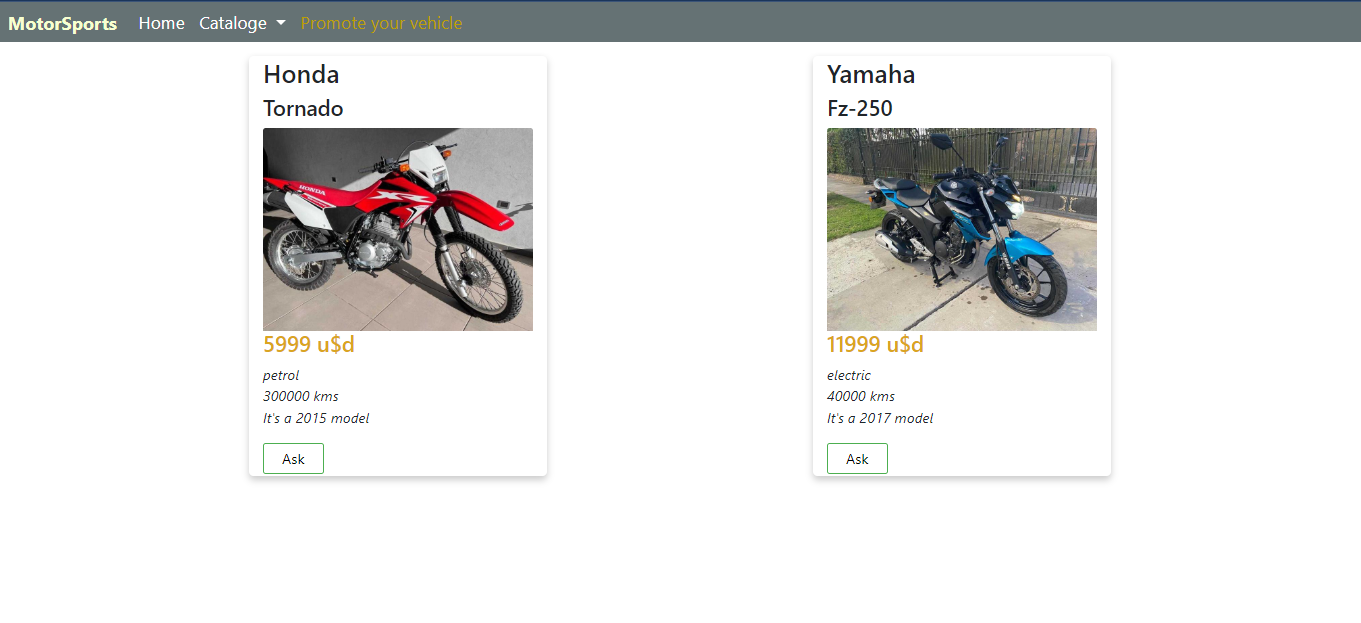 MotorSports Home Cataloge Promote your vehicle
Honda
Tornado
HONDA
XR
5999 u$d
petrol
300000 kms
It's a 2015 model
Ask
Yamaha
Fz-250
11999 u$d
electric
40000 kms
It's a 2017 model
Ask